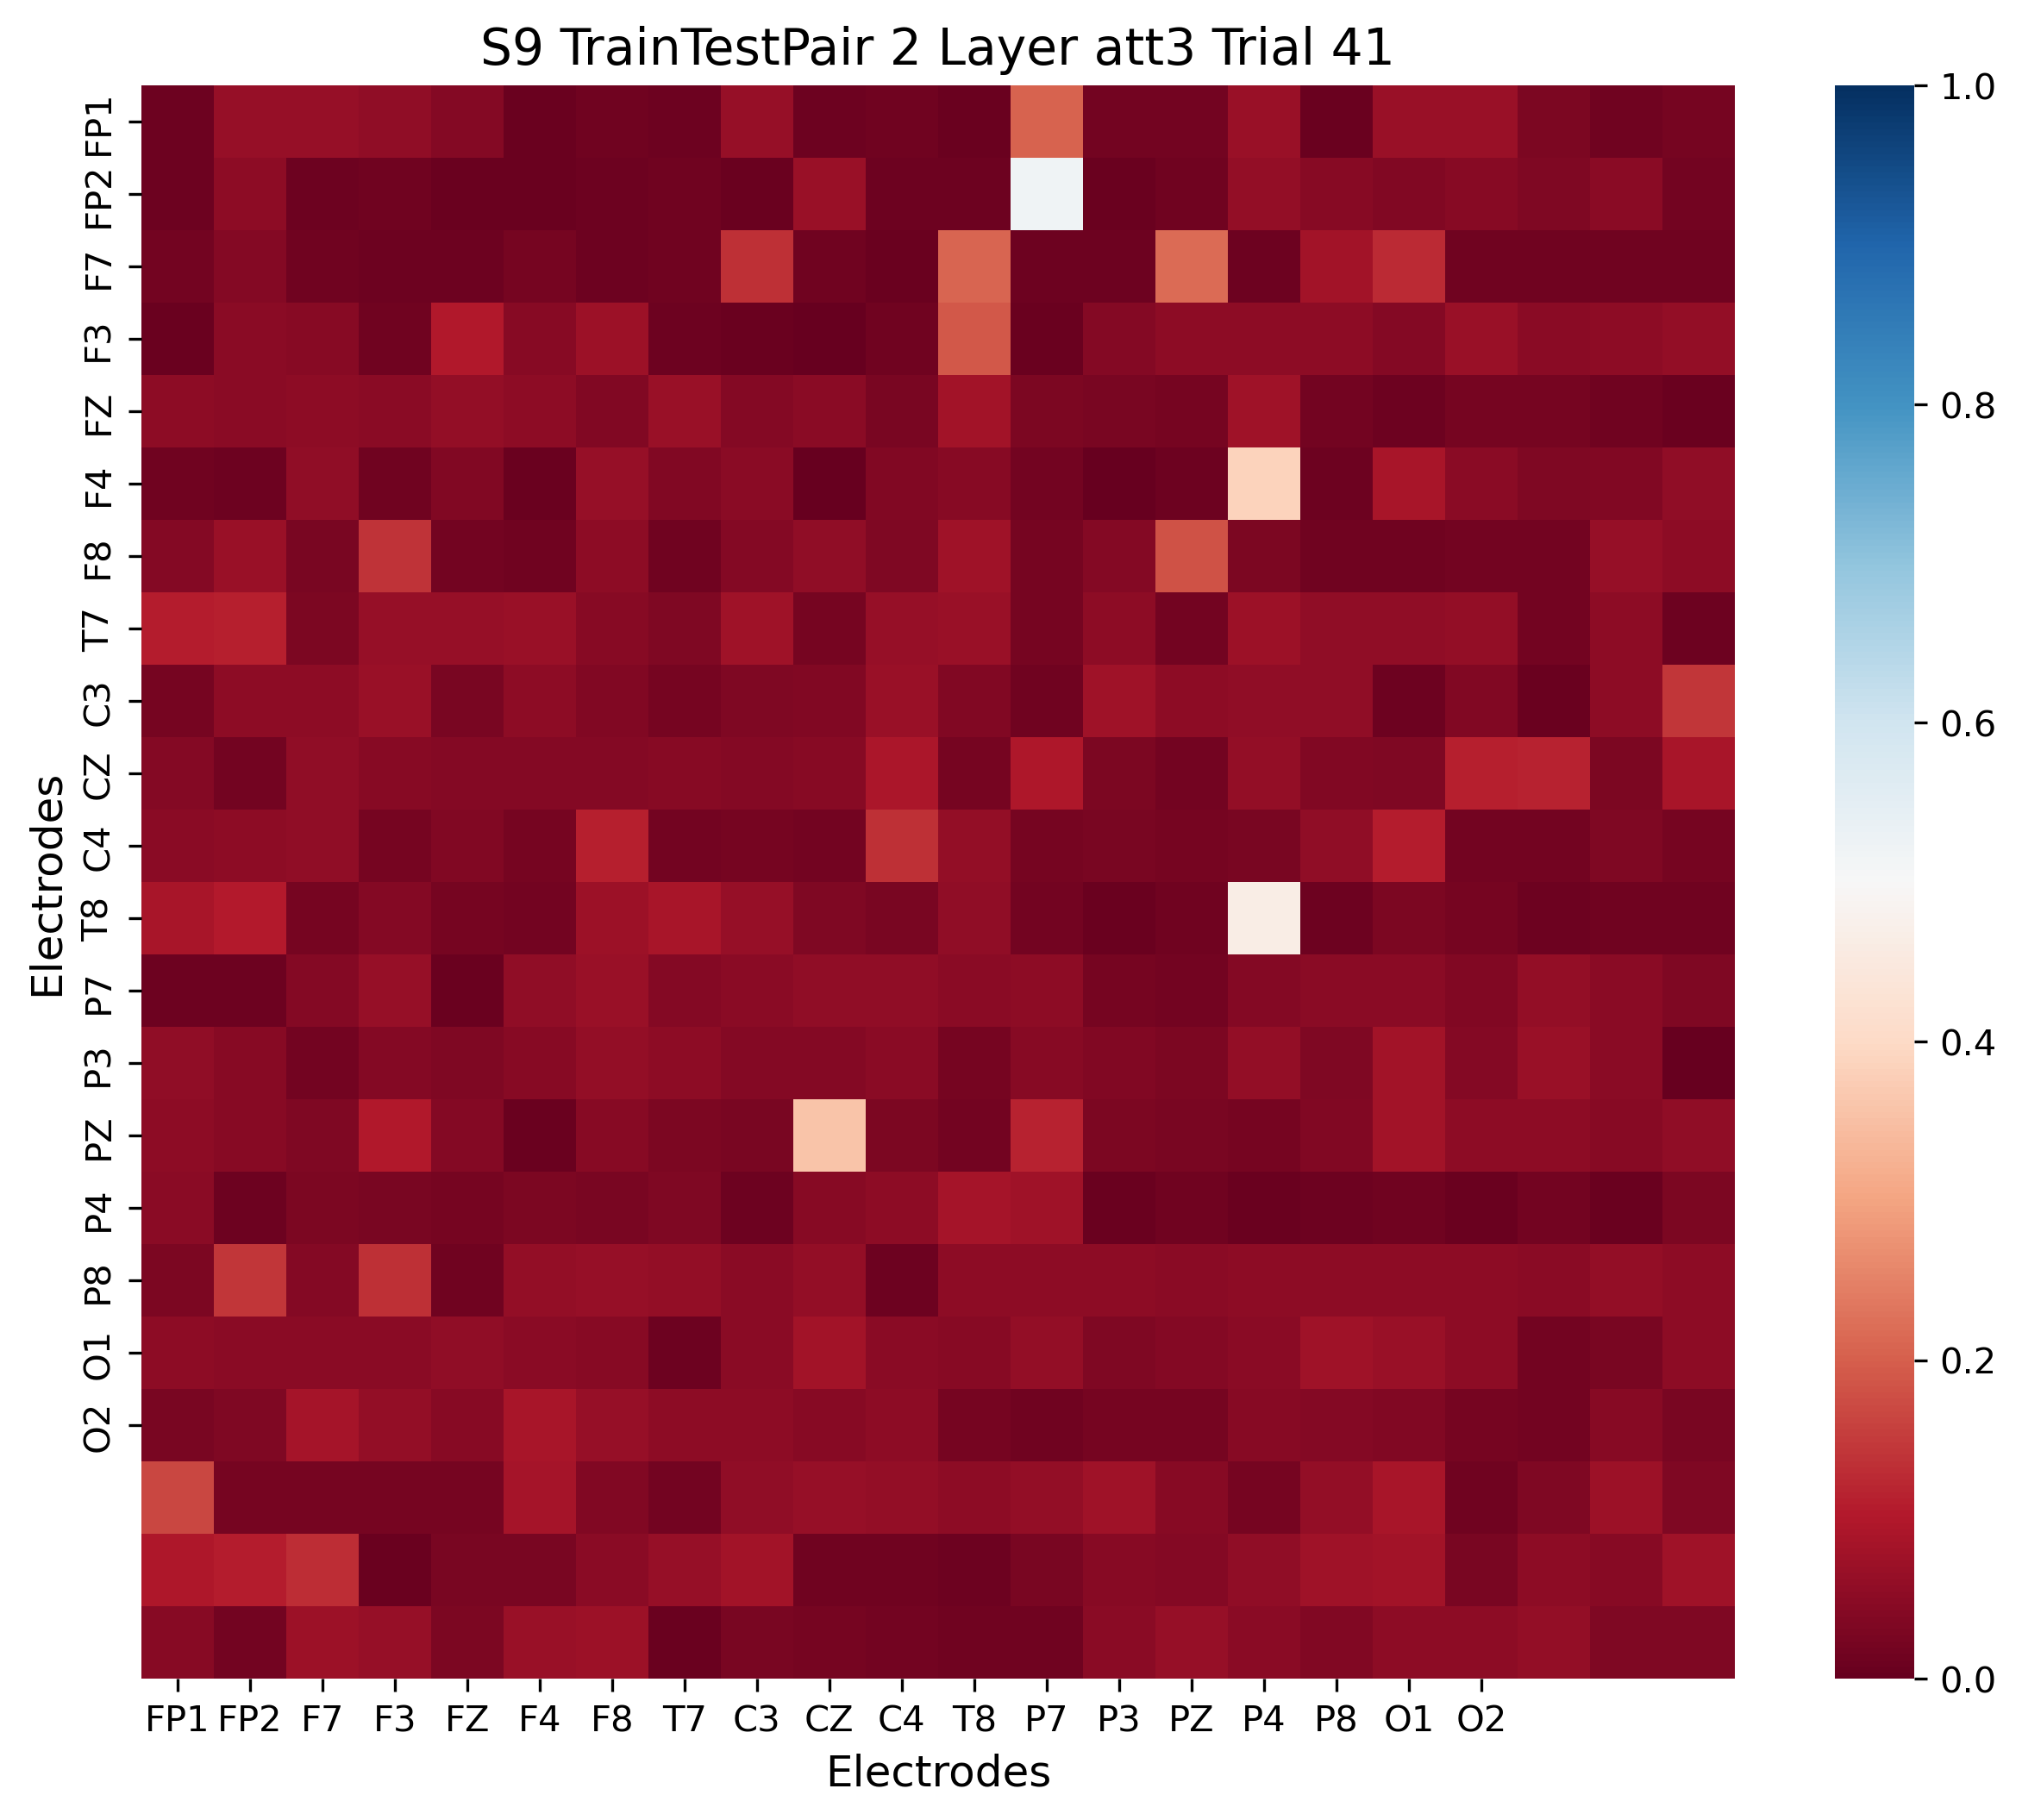 S9 TrainTestPair 2 Layer att3 Trial 41
Electrodes
FP1
FP2
F7
F3
FZ
F4
F8
T7
C3
CZ
C4
T8
P7
P3
PZ
P4
P8
O1
O2
FP1 FP2 F7 F3 FZ F4 F8 T7 C3 CZ C4 T8 P7 P3 PZ P4 P8 O1 O2
Electrodes
1.0
0.8
0.6
0.4
0.2
0.0